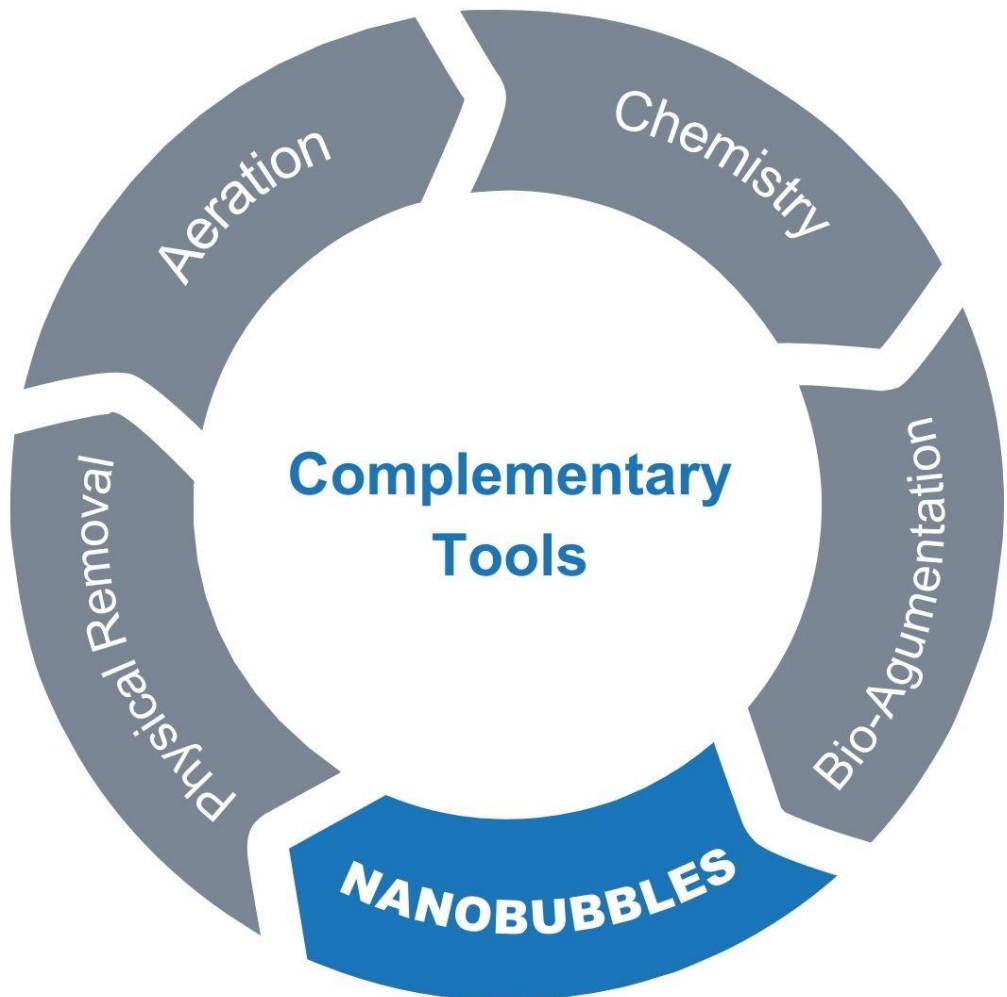 Complementary
Tools
Aeration
Chemistry
Bio-Agumentation
NANOBUBBLES
Physical Removal